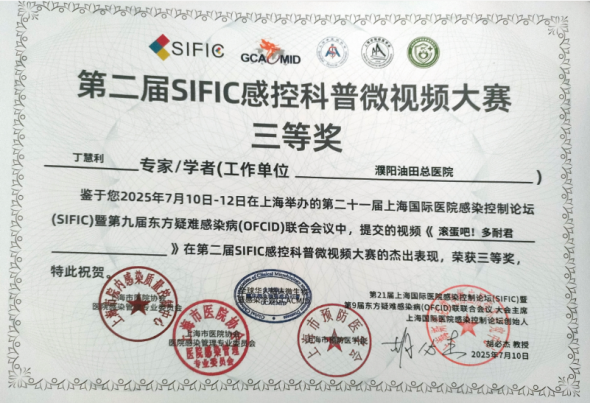 SIFIC
GCACMID
第二届SIFIC感控科普微视频大赛
三等奖
丁慧利 专家/学者(工作单位 濮阳油田总医院 )
鉴于您2025年7月10日-12日在上海举办的第二十一届上海国际医院感染控制论坛
(SIFIC)暨第九届东方疑难感染病(OFCID)联合会议中，提交的视频《 滚蛋吧！多耐君
》在第二届SIFIC感控科普微视频大赛的杰出表现，荣获三等奖，
特此祝贺。
上海市医院协会
医院感染管理专业委员会
上海市预防医学会
第21届上海国际医院感染控制论坛(SIFIC)暨
第9届东方疑难感染病(OFCID)联联合会议 大会主席
上海国际医院感染控制论坛创始人
胡必杰 教授
2025年7月10日